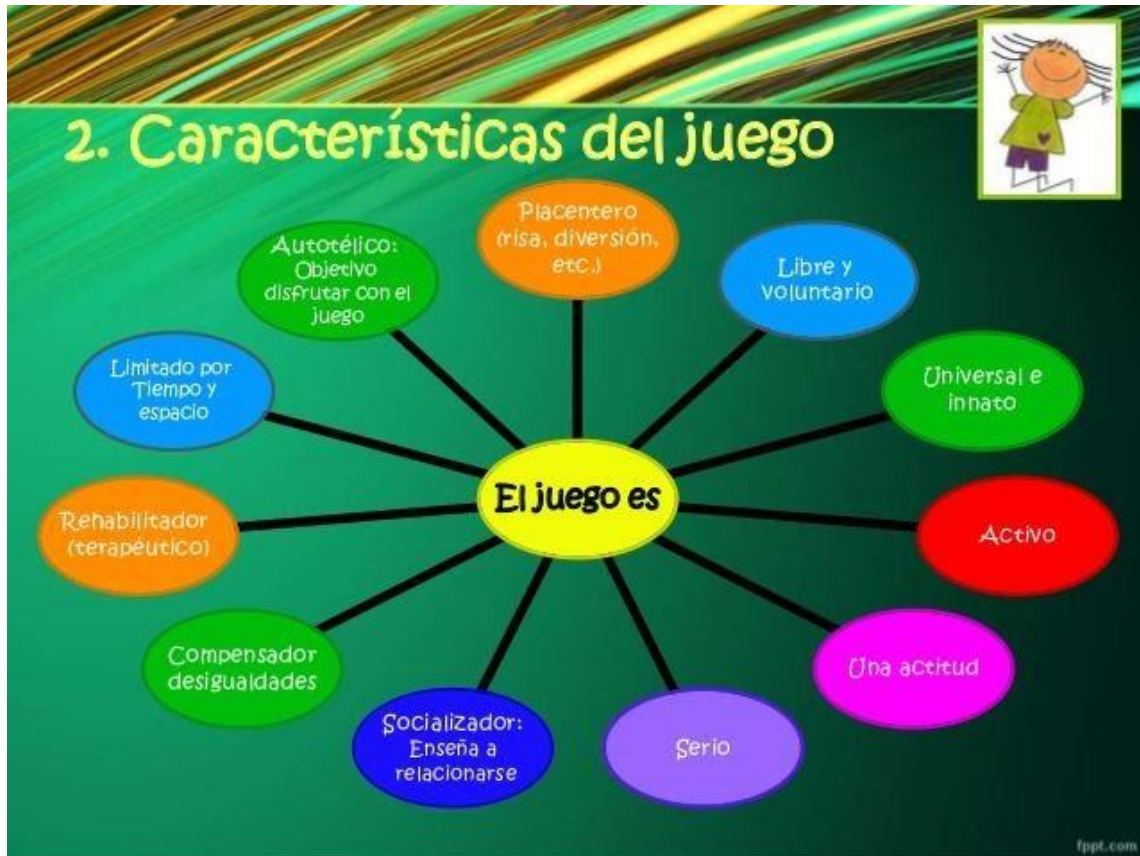 2. Características del juego
Placentero
(risa, diversión,
etc.)
Libre y
voluntario
Universal e
innato
Activo
Una actitud
Serio
Socializador:
Enseña a
relacionarse
Compensador
desigualdades
Rehabilitador
(terapéutico)
Limitado por
Tiempo y
espacio
Autotélico:
Objetivo
disfrutar con el
juego
El juego es
fppt.com